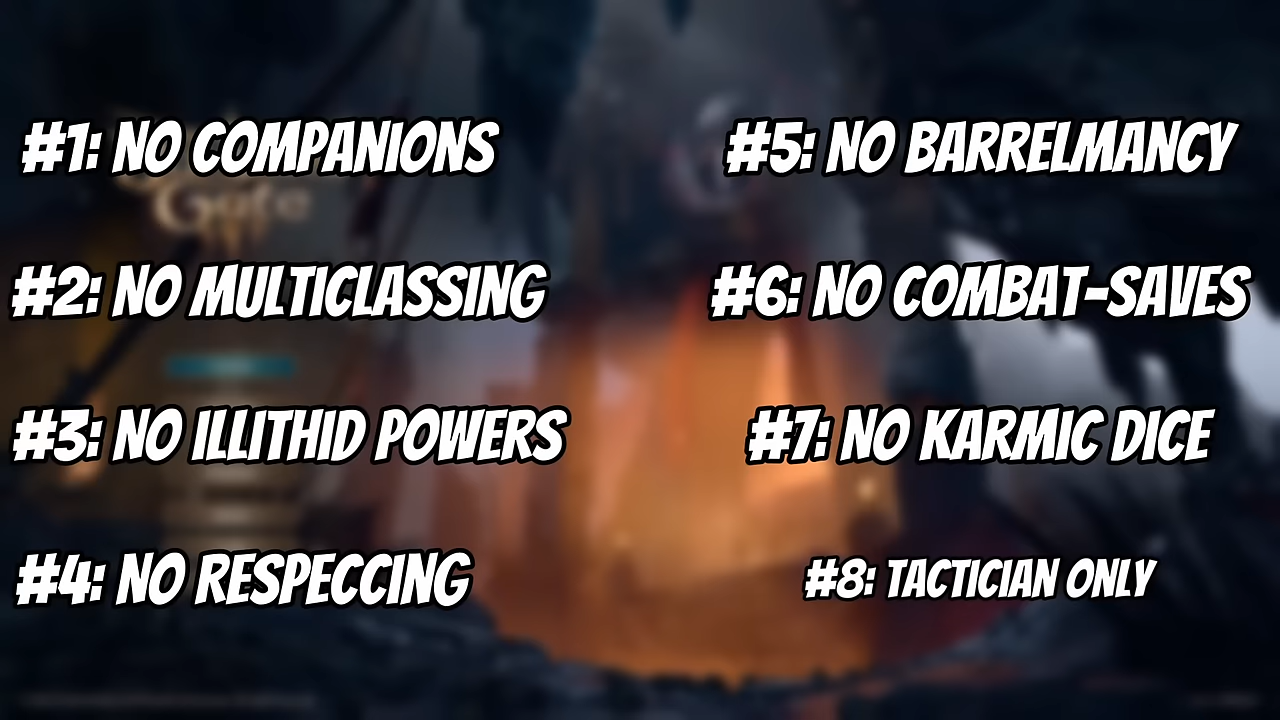 #1: NO COMPANIONS
#2: NO MULTICLASSING
#3: NO ILLITHID POWERS
#4: NO RESPECCING
#5: NO BARRELMANCY
#6: NO COMBAT-SAVES
#7: NO KARMIC DICE
#8: TACTICIAN ONLY
Gate